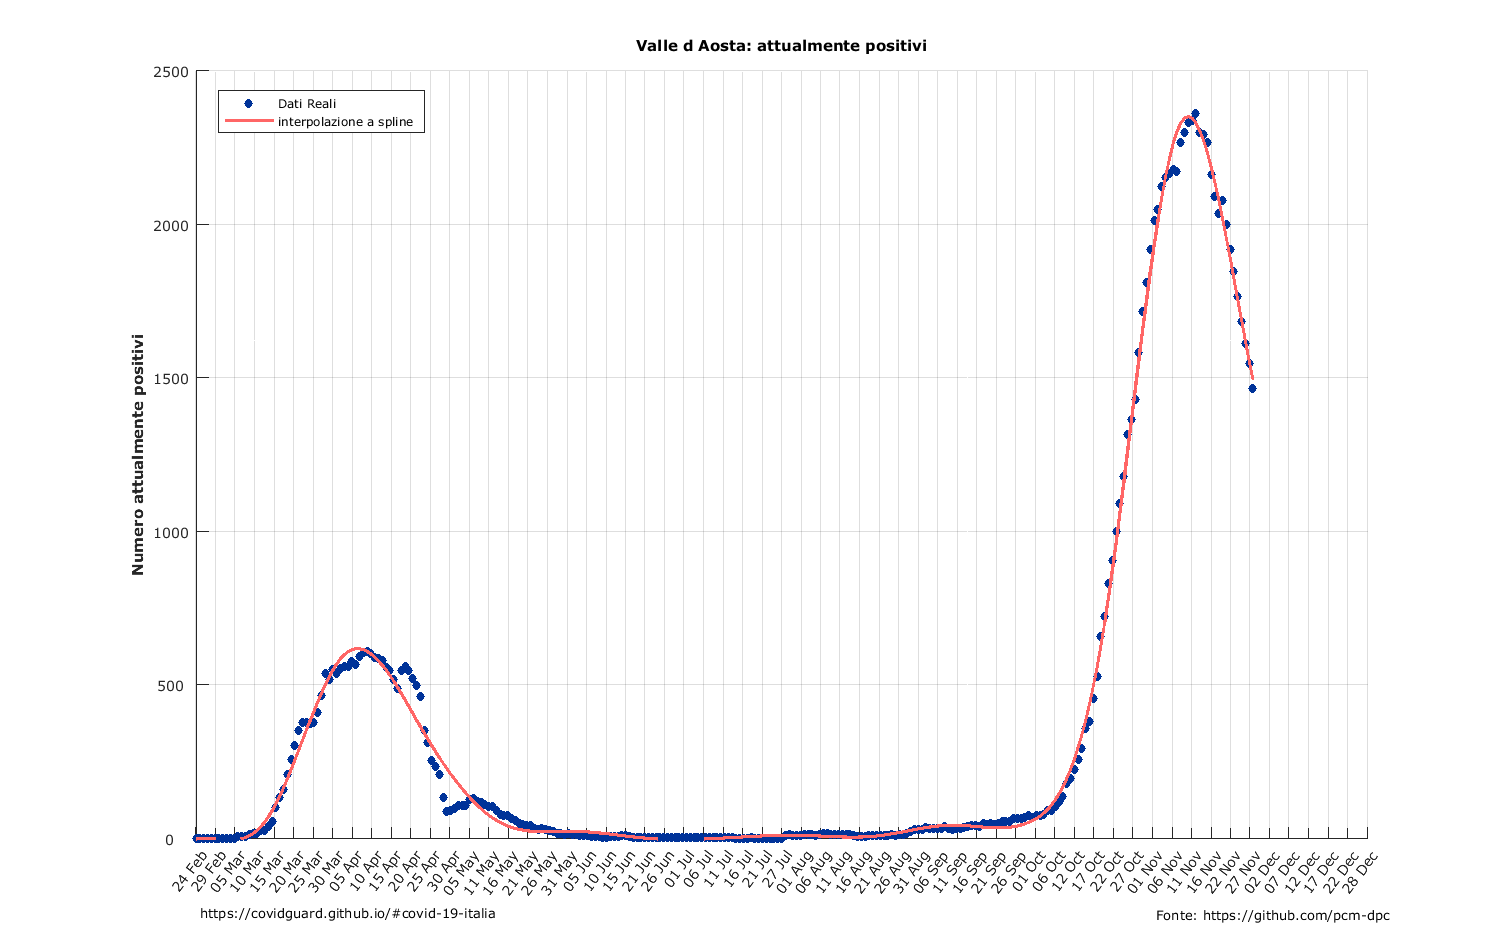 Valle d Aosta: attualmente positivi
Dati Reali
interpolazione a spline
Numero attualmente positivi
2500
2000
1500
1000
500
0
24 Feb
29 Feb
05 Mar
10 Mar
15 Mar
20 Mar
25 Mar
30 Mar
05 Apr
10 Apr
15 Apr
20 Apr
25 Apr
30 Apr
05 May
11 May
16 May
21 May
26 May
31 May
05 Jun
10 Jun
15 Jun
21 Jun
26 Jun
01 Jul
06 Jul
11 Jul
16 Jul
21 Jul
27 Jul
01 Aug
06 Aug
11 Aug
16 Aug
21 Aug
26 Aug
31 Aug
06 Sep
11 Sep
16 Sep
21 Sep
26 Sep
01 Oct
06 Oct
12 Oct
17 Oct
22 Oct
27 Oct
01 Nov
06 Nov
11 Nov
16 Nov
22 Nov
27 Nov
02 Dec
07 Dec
12 Dec
17 Dec
22 Dec
28 Dec
https://covidguard.github.io/#covid-19-italia
Fonte: https://github.com/pcm-dpc